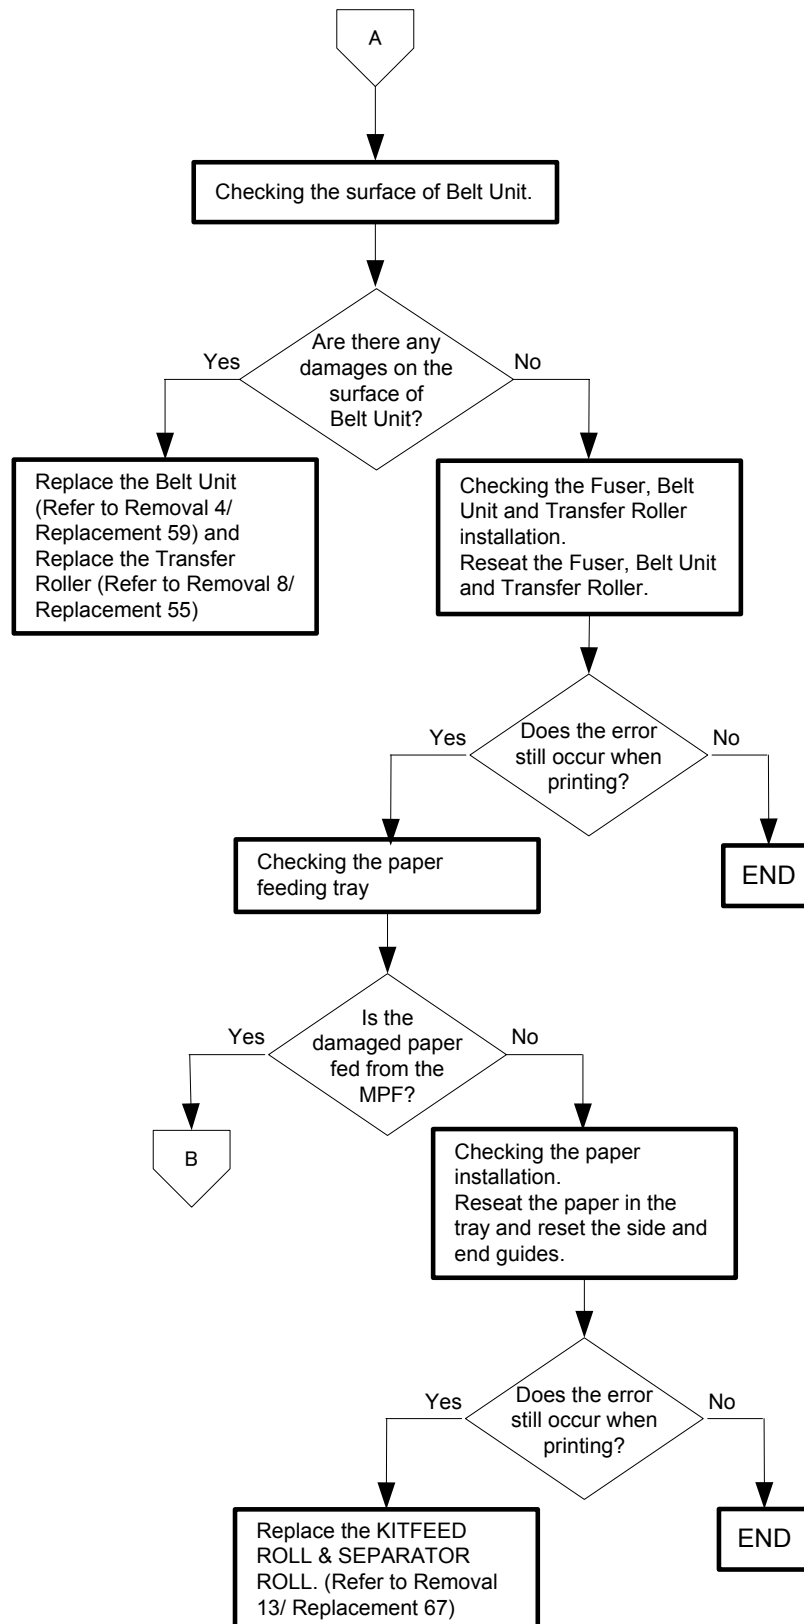 A
Checking the surface of Belt Unit.
Are there any
damages on the
surface of
Belt Unit?
Yes
No
Replace the Belt Unit
(Refer to Removal 4/
Replacement 59) and
Replace the Transfer
Roller (Refer to Removal 8/
Replacement 55)
Checking the Fuser, Belt
Unit and Transfer Roller
installation.
Reseat the Fuser, Belt Unit
and Transfer Roller.
Does the error
still occur when
printing?
Yes
No
Checking the paper
feeding tray
END
Is the
damaged paper
fed from the
MPF?
Yes
No
B
Checking the paper
installation.
Reseat the paper in the
tray and reset the side and
end guides.
Does the error
still occur when
printing?
Yes
No
Replace the KITFEED
ROLL & SEPARATOR
ROLL. (Refer to Removal
13/ Replacement 67)
END